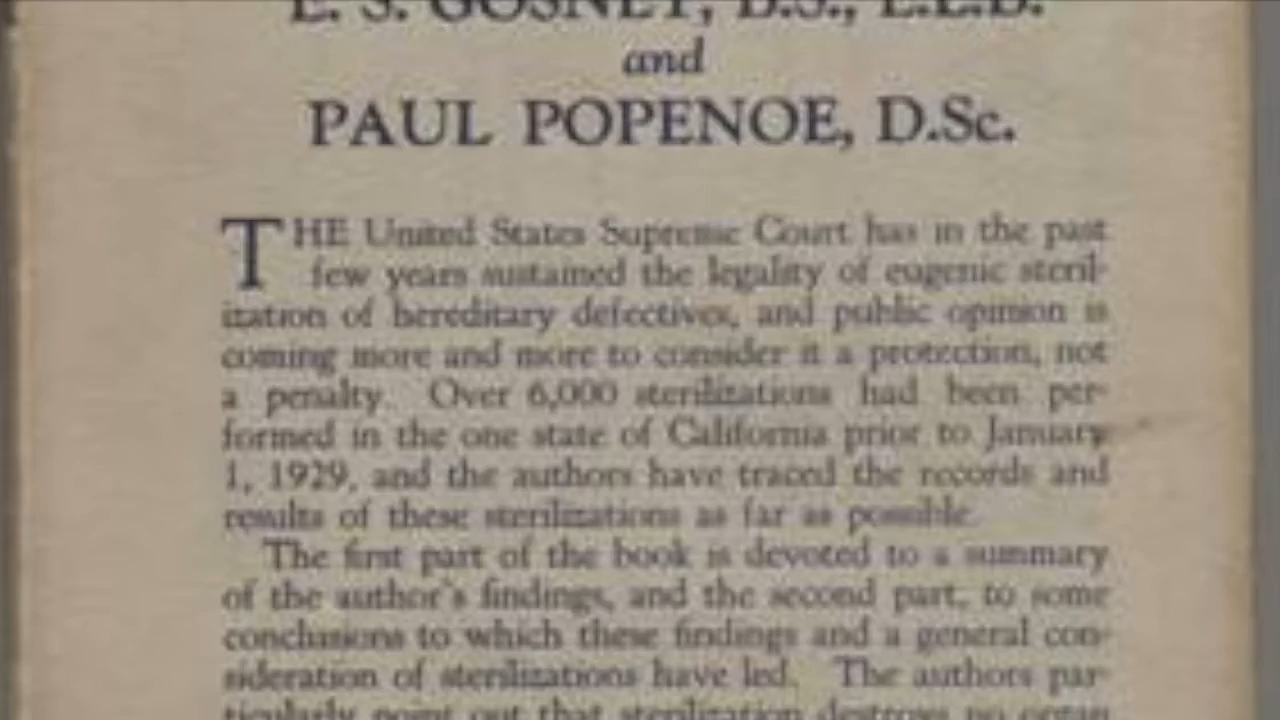 E. S. GOSNEY, B.S., L.L.B.
and
PAUL POPENOE, D.Sc.
THE United States Supreme Court has in the past
few years sustained the legality of eugenic steril-
ization of hereditary defectives, and public opinion is
coming more and more to consider it a protection, not
a penalty. Over 6,000 sterilizations had been per-
formed in the one state of California prior to January
1, 1929, and the authors have traced the records and
results of these sterilizations as far as possible.
The first part of the book is devoted to a summary
of the author's findings, and the second part, to some
conclusions to which these findings and a general con-
sideration of sterilizations have led. The authors par-
ticularly point out that sterilization destroys no organ